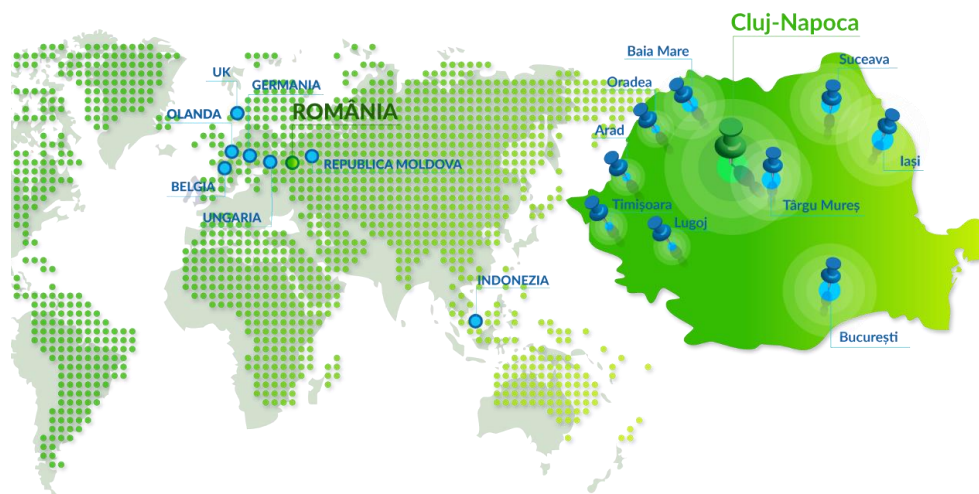 UK
GERMANIA
OLANDA
ROMÂNIA
REPUBLICA MOLDOVA
BELGIA
UNGARIA
INDONEZIA
Cluj-Napoca
Baia Mare
Suceava
Oradea
Arad
Iași
Timișoara
Târgu Mureș
Lugoj
București